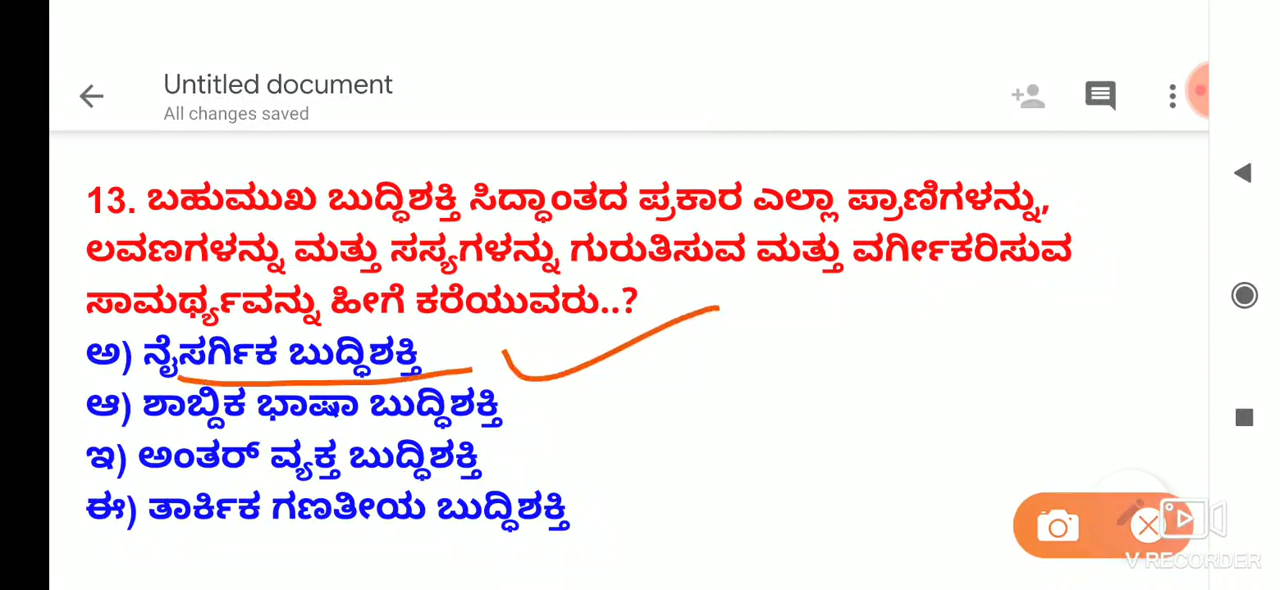 Untitled document
All changes saved
13. ಬಹುಮುಖ ಬುದ್ಧಿಶಕ್ತಿ ಸಿದ್ಧಾಂತದ ಪ್ರಕಾರ ಎಲ್ಲಾ ಪ್ರಾಣಿಗಳನ್ನು,
ಲವಣಗಳನ್ನು ಮತ್ತು ಸಸ್ಯಗಳನ್ನು ಗುರುತಿಸುವ ಮತ್ತು ವರ್ಗೀಕರಿಸುವ
ಸಾಮರ್ಥ್ಯವನ್ನು ಹೀಗೆ ಕರೆಯುವರು..?
ಅ) ನೈಸರ್ಗಿಕ ಬುದ್ಧಿಶಕ್ತಿ
ಆ) ಶಾಬ್ದಿಕ ಭಾಷಾ ಬುದ್ಧಿಶಕ್ತಿ
ಇ) ಅಂತರ್ ವ್ಯಕ್ತ ಬುದ್ಧಿಶಕ್ತಿ
ಈ) ತಾರ್ಕಿಕ ಗಣತೀಯ ಬುದ್ಧಿಶಕ್ತಿ
V RECORDER